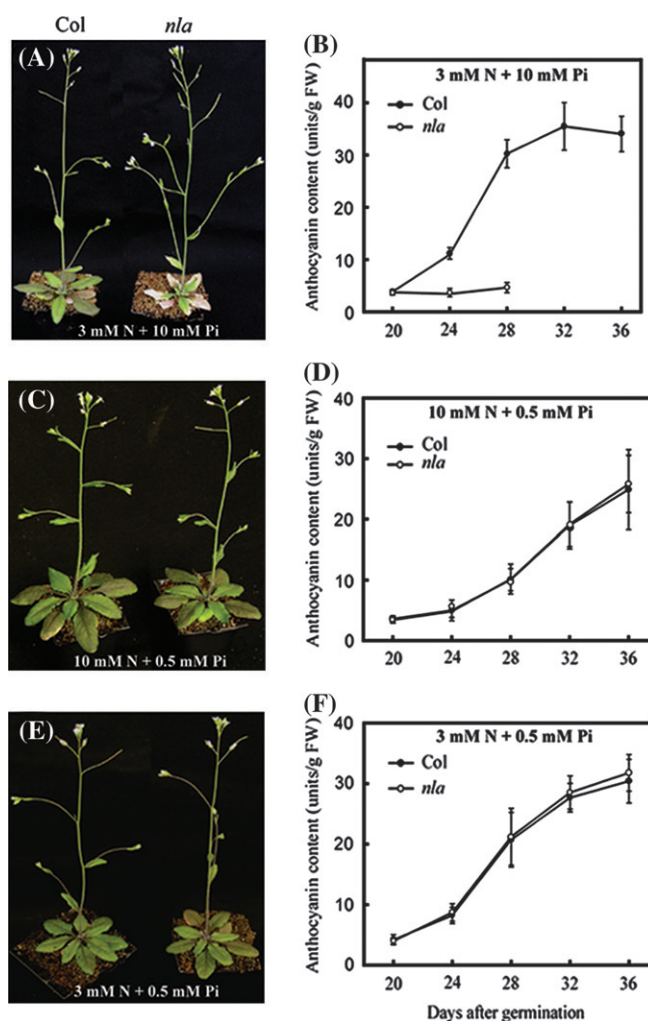 Col nla
(A)
3 mM N + 10 mM Pi
(B)
3 mM N + 10 mM Pi
Col
nla
Anthocyanin content (units/g FW)
40
30
20
10
0
20 24 28 32 36
(C)
10 mM N + 0.5 mM Pi
(D)
10 mM N + 0.5 mM Pi
Col
nla
Anthocyanin content (units/g FW)
40
30
20
10
0
20 24 28 32 36
(E)
3 mM N + 0.5 mM Pi
(F)
3 mM N + 0.5 mM Pi
Col
nla
Anthocyanin content (units/g FW)
40
30
20
10
0
20 24 28 32 36
Days after germination